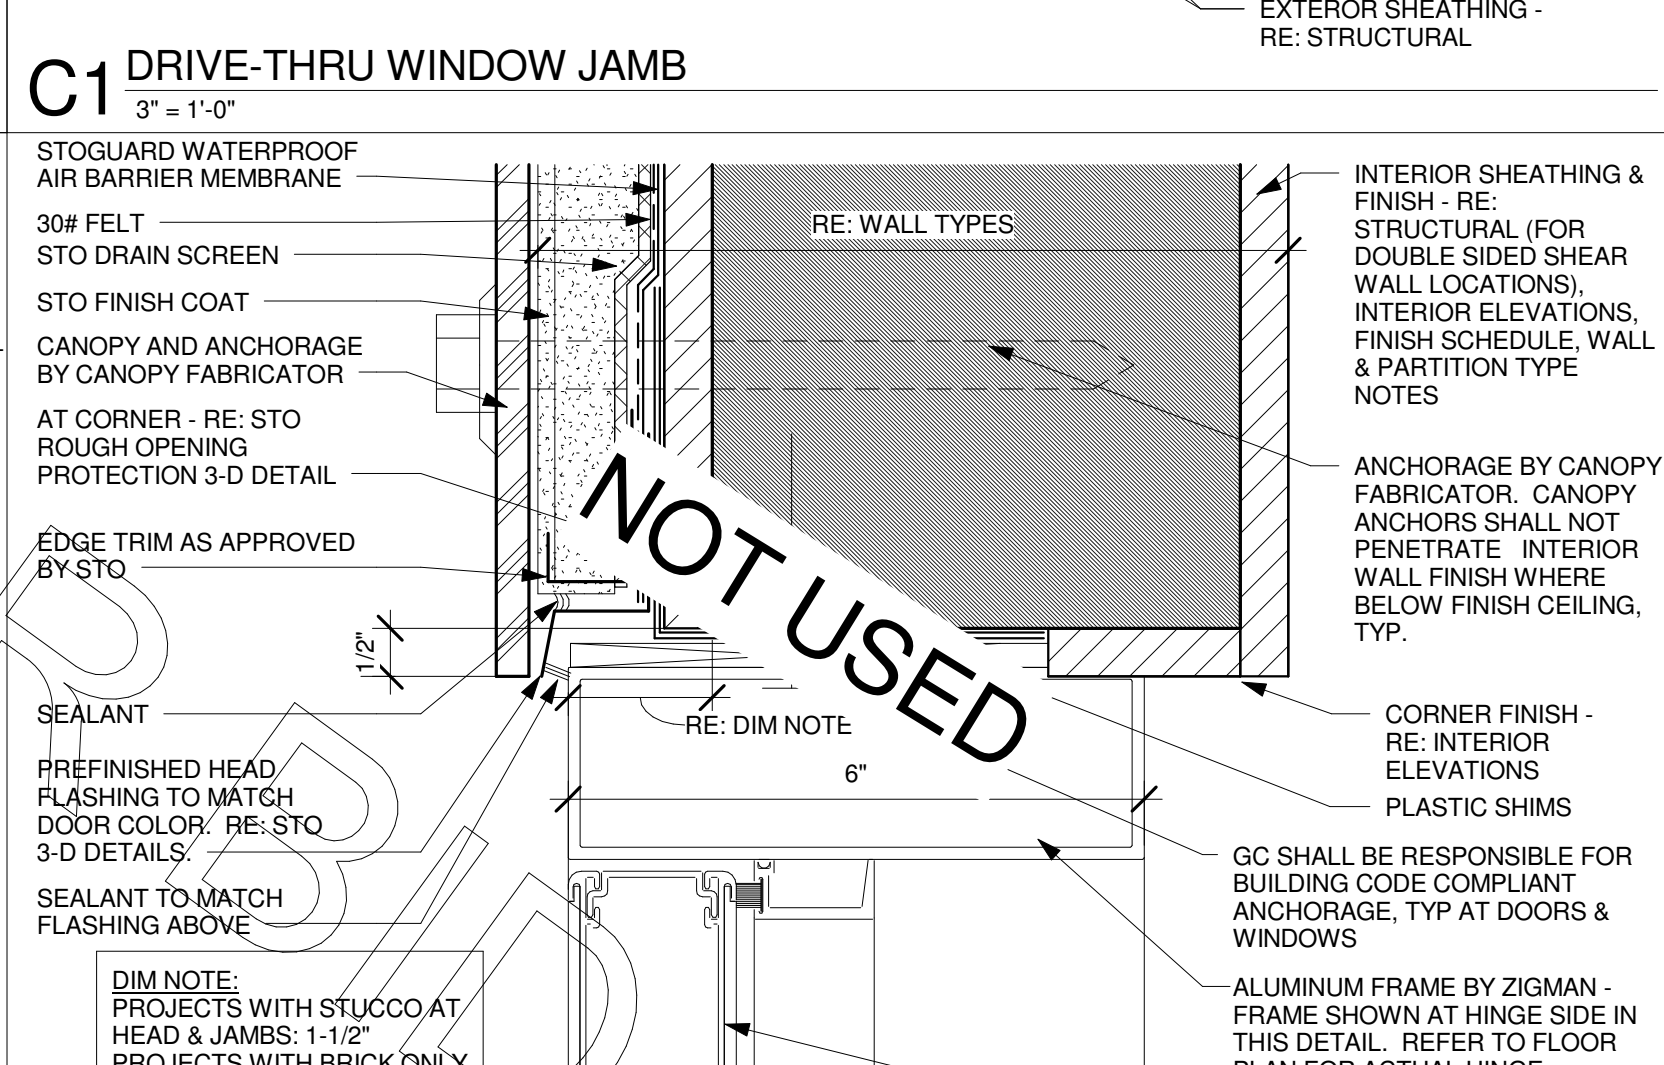 EXTEROR SHEATHING -
RE: STRUCTURAL
C1 DRIVE-THRU WINDOW JAMB
3" = 1'-0"
STOGUARD WATERPROOF
AIR BARRIER MEMBRANE
30# FELT
STO DRAIN SCREEN
STO FINISH COAT
CANOPY AND ANCHORAGE
BY CANOPY FABRICATOR
AT CORNER - RE: STO
ROUGH OPENING
PROTECTION 3-D DETAIL
EDGE TRIM AS APPROVED
BY STO
1/2"
SEALANT
PREFINISHED HEAD
FLASHING TO MATCH
DOOR COLOR. RE: STO
3-D DETAILS.
SEALANT TO MATCH
FLASHING ABOVE
DIM NOTE:
PROJECTS WITH STUCCO AT
HEAD & JAMBS: 1-1/2"
PROJECTS WITH BRICK ONLY
RE: WALL TYPES
NOT USED
RE: DIM NOTE
6"
INTERIOR SHEATHING &
FINISH - RE:
STRUCTURAL (FOR
DOUBLE SIDED SHEAR
WALL LOCATIONS),
INTERIOR ELEVATIONS,
FINISH SCHEDULE, WALL
& PARTITION TYPE
NOTES
ANCHORAGE BY CANOPY
FABRICATOR. CANOPY
ANCHORS SHALL NOT
PENETRATE INTERIOR
WALL FINISH WHERE
BELOW FINISH CEILING,
TYP.
CORNER FINISH -
RE: INTERIOR
ELEVATIONS
PLASTIC SHIMS
GC SHALL BE RESPONSIBLE FOR
BUILDING CODE COMPLIANT
ANCHORAGE, TYP AT DOORS &
WINDOWS
ALUMINUM FRAME BY ZIGMAN -
FRAME SHOWN AT HINGE SIDE IN
THIS DETAIL. REFER TO FLOOR
PLAN FOR ACTUAL HINGE